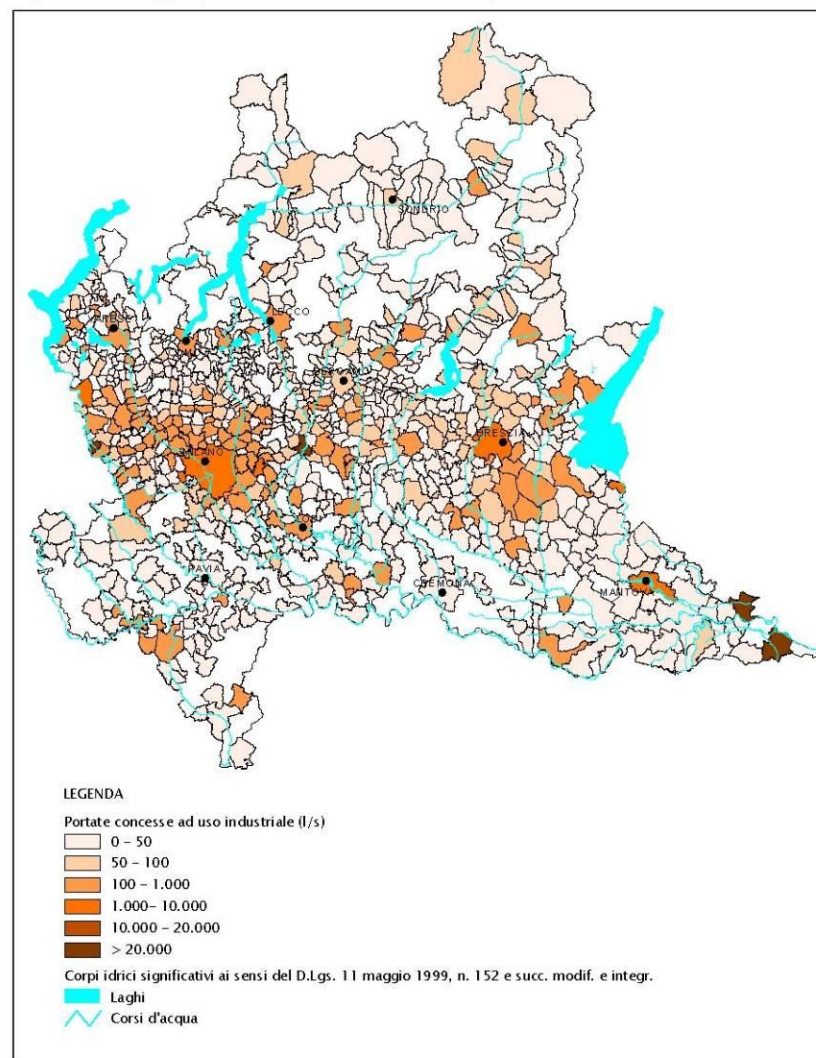 SONDRIO
LECCO
BERGAMO
BRESCIA
MILANO
PAVIA
CREMONA
MANTOVA
LEGENDA
Portate concesse ad uso industriale (l/s)
0 – 50
50 – 100
100 – 1.000
1.000– 10.000
10.000 – 20.000
> 20.000
Corpi idrici significativi ai sensi del D.Lgs. 11 maggio 1999, n. 152 e succ. modif. e integr.
Laghi
Corsi d'acqua